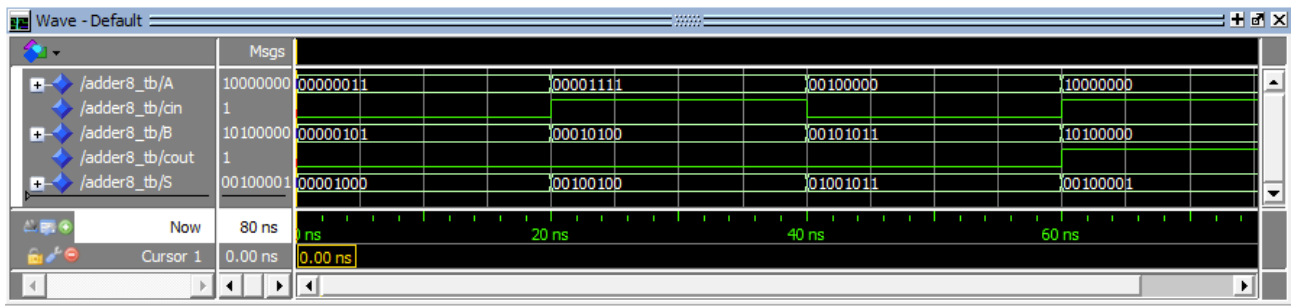 Wave - Default
Msgs
/adder8_tb/A 10000000 00000011 00001111 00100000 10000000
/adder8_tb/cin 1
/adder8_tb/B 10100000 00000101 00010100 00101011 10100000
/adder8_tb/cout 1
/adder8_tb/S 00100001 00001000 00100100 01001011 00100001
Now 80 ns ns 20 ns 40 ns 60 ns
Cursor 1 0.00 ns 0.00 ns